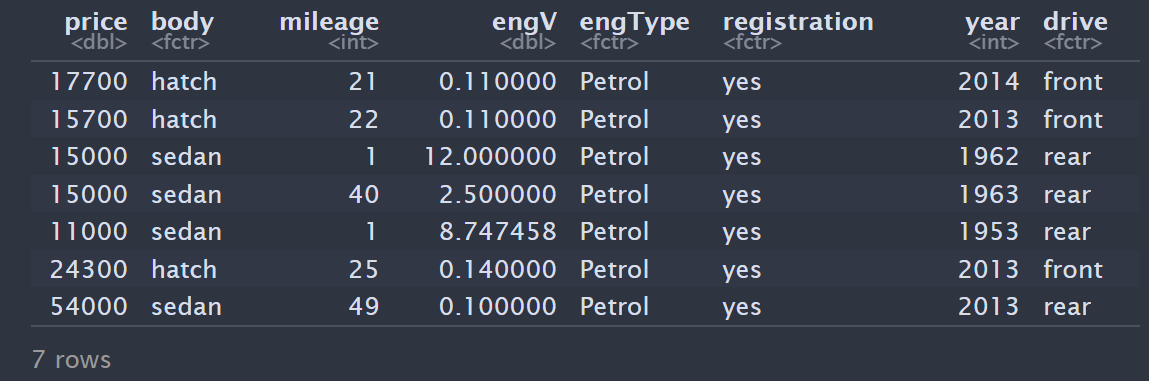 price body mileage engV engType registration year drive
<dbl> <fctr> <int> <dbl> <fctr> <fctr> <int> <fctr>
17700 hatch 21 0.110000 Petrol yes 2014 front
15700 hatch 22 0.110000 Petrol yes 2013 front
15000 sedan 1 12.000000 Petrol yes 1962 rear
15000 sedan 40 2.500000 Petrol yes 1963 rear
11000 sedan 1 8.747458 Petrol yes 1953 rear
24300 hatch 25 0.140000 Petrol yes 2013 front
54000 sedan 49 0.100000 Petrol yes 2013 rear
7 rows